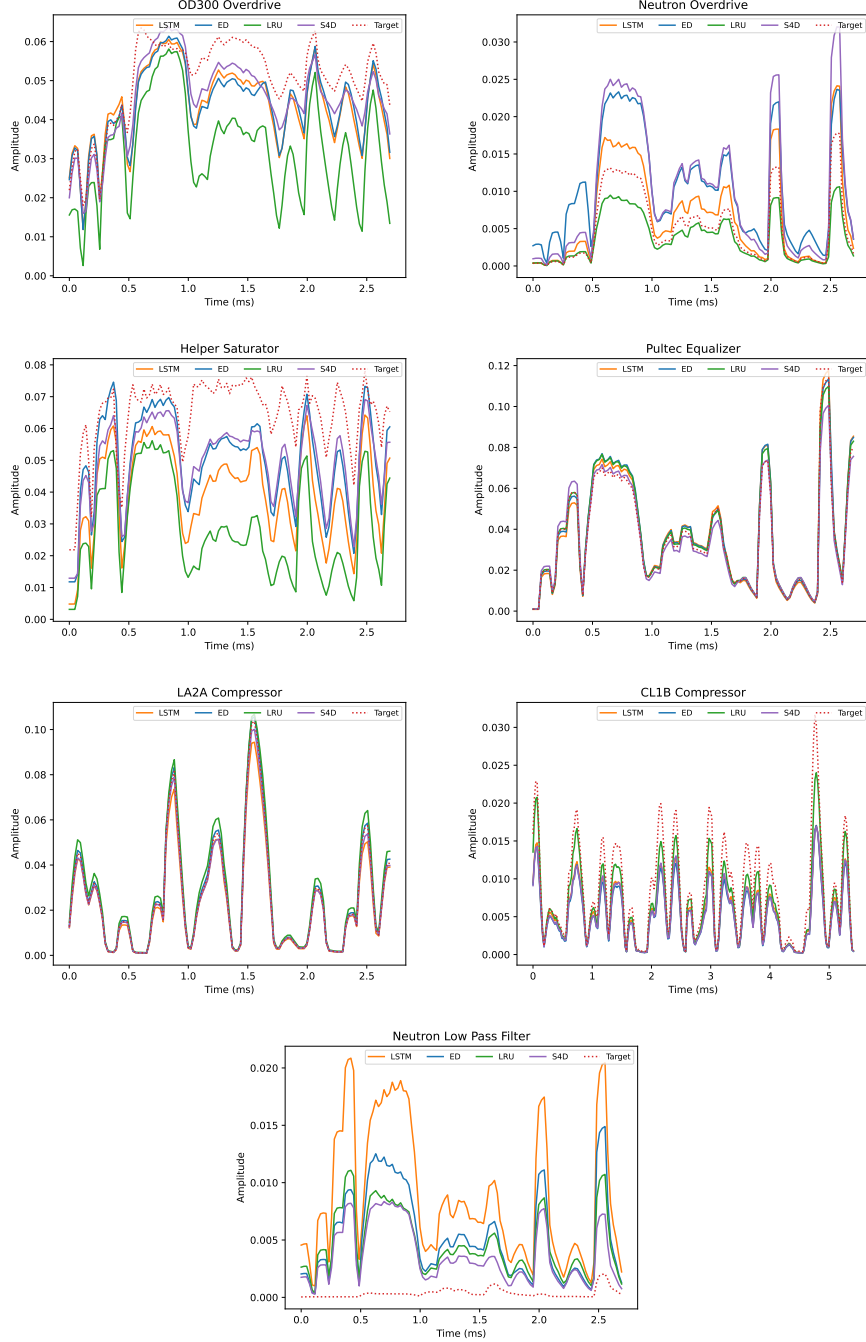 OD300 Overdrive
LSTM ED LRU S4D Target
0.06
0.05
0.04
0.03
0.02
0.01
0.00
Amplitude
0.0 0.5 1.0 1.5 2.0 2.5
Time (ms)
Neutron Overdrive
LSTM ED LRU S4D Target
0.030
0.025
0.020
0.015
0.010
0.005
0.000
Amplitude
0.0 0.5 1.0 1.5 2.0 2.5
Time (ms)
Helper Saturator
LSTM ED LRU S4D Target
0.08
0.07
0.06
0.05
0.04
0.03
0.02
0.01
0.00
Amplitude
0.0 0.5 1.0 1.5 2.0 2.5
Time (ms)
Pultec Equalizer
LSTM ED LRU S4D Target
0.12
0.10
0.08
0.06
0.04
0.02
0.00
Amplitude
0.0 0.5 1.0 1.5 2.0 2.5
Time (ms)
LA2A Compressor
LSTM ED LRU S4D Target
0.10
0.08
0.06
0.04
0.02
0.00
Amplitude
0.0 0.5 1.0 1.5 2.0 2.5
Time (ms)
CL1B Compressor
LSTM ED LRU S4D Target
0.030
0.025
0.020
0.015
0.010
0.005
0.000
Amplitude
0 1 2 3 4 5
Time (ms)
Neutron Low Pass Filter
LSTM ED LRU S4D Target
0.020
0.015
0.010
0.005
0.000
Amplitude
0.0 0.5 1.0 1.5 2.0 2.5
Time (ms)